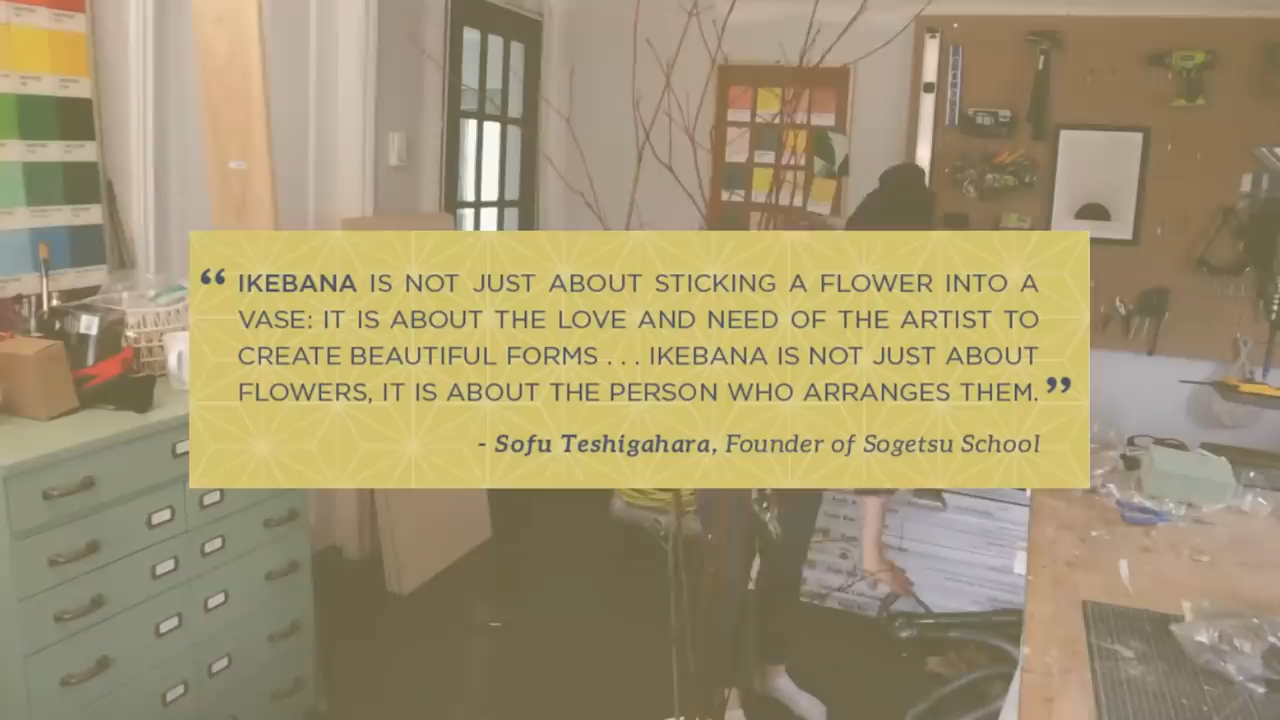 “IKEBANA IS NOT JUST ABOUT STICKING A FLOWER INTO A
VASE: IT IS ABOUT THE LOVE AND NEED OF THE ARTIST TO
CREATE BEAUTIFUL FORMS . . . IKEBANA IS NOT JUST ABOUT
FLOWERS, IT IS ABOUT THE PERSON WHO ARRANGES THEM.”
- Sofu Teshigahara, Founder of Sogetsu School